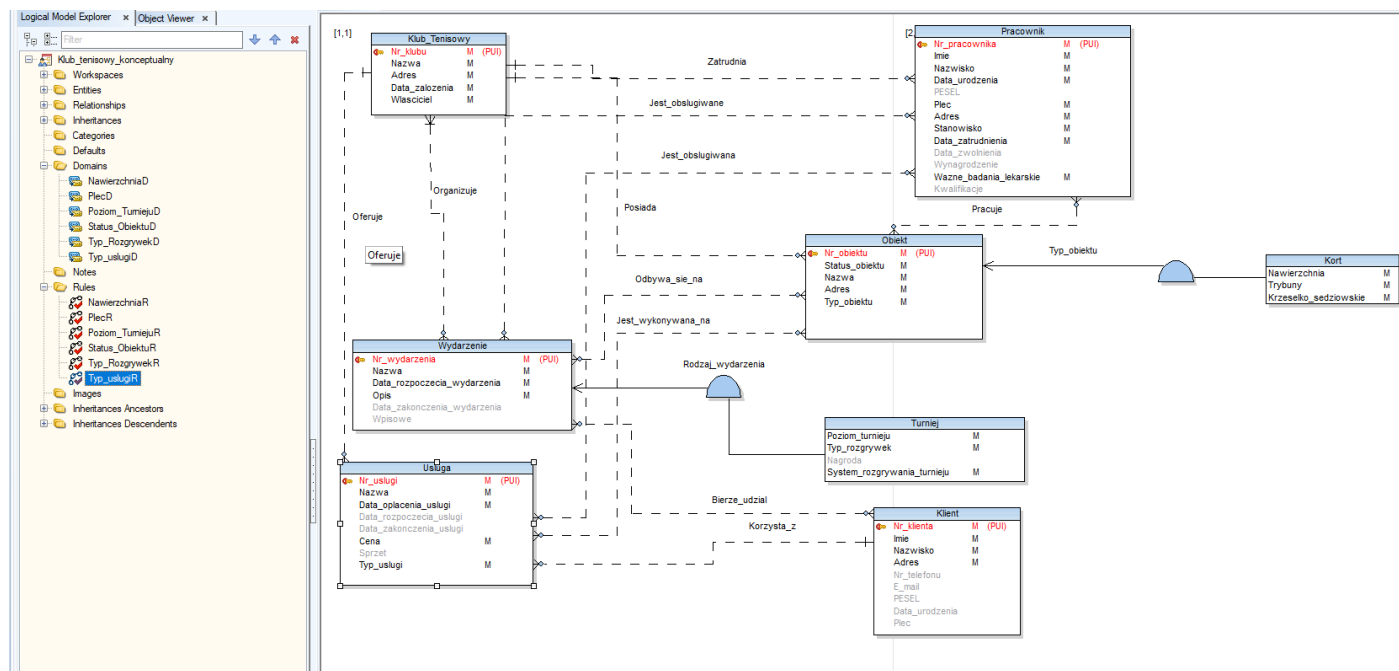 Logical Model Explorer
Object Viewer
Filter
Klub_tenisowy_konceptualny
Workspaces
Entities
Relationships
Inheritances
Categories
Defaults
Domains
NawierzchniaD
PlecD
Poziom_TurniejuD
Status_ObiektuD
Typ_RozgrywekD
Typ_uslugiD
Notes
Rules
NawierzchniaR
PlecR
Poziom_TurniejuR
Status_ObiektuR
Typ_RozgrywekR
Typ_uslugiR
Images
Inheritances Ancestors
Inheritances Descendents
[1,1]
Klub_Tenisowy
Nr_klubu M (PUI)
Nazwa M
Adres M
Data_zalozenia M
Wlasciciel M
[2,
Pracownik
Nr_pracownika M (PUI)
Imie M
Nazwisko M
Data_urodzenia M
PESEL
Plec M
Adres M
Stanowisko M
Data_zatrudnienia M
Data_zwolnienia
Wynagrodzenie
Wazne_badania_lekarskie M
Kwalifikacje
Zatrudnia
Jest_obslugiwane
Jest_obslugiwana
Organizuje
Oferuje
Oferuje
Posiada
Pracuje
Obiekt
Nr_obiektu M (PUI)
Status_obiektu M
Nazwa M
Adres M
Typ_obiektu M
Typ_obiektu
Kort
Nawierzchnia M
Trybuny M
Krzeselko_sedziowskie M
Odbywa_sie_na
Jest_wykonywana_na
Wydarzenie
Nr_wydarzenia M (PUI)
Nazwa M
Data_rozpoczecia_wydarzenia M
Opis M
Data_zakonczenia_wydarzenia
Wpisowe
Rodzaj_wydarzenia
Turniej
Poziom_turnieju M
Typ_rozgrywek M
Nagroda
System_rozgrywania_turnieju M
Usluga
Nr_uslugi M (PUI)
Nazwa M
Data_oplacenia_uslugi M
Data_rozpoczecia_uslugi
Data_zakonczenia_uslugi
Cena M
Sprzet
Typ_uslugi M
Bierze_udzial
Korzysta_z
Klient
Nr_klienta M (PUI)
Imie M
Nazwisko M
Adres M
Nr_telefonu
E_mail
PESEL
Data_urodzenia
Plec